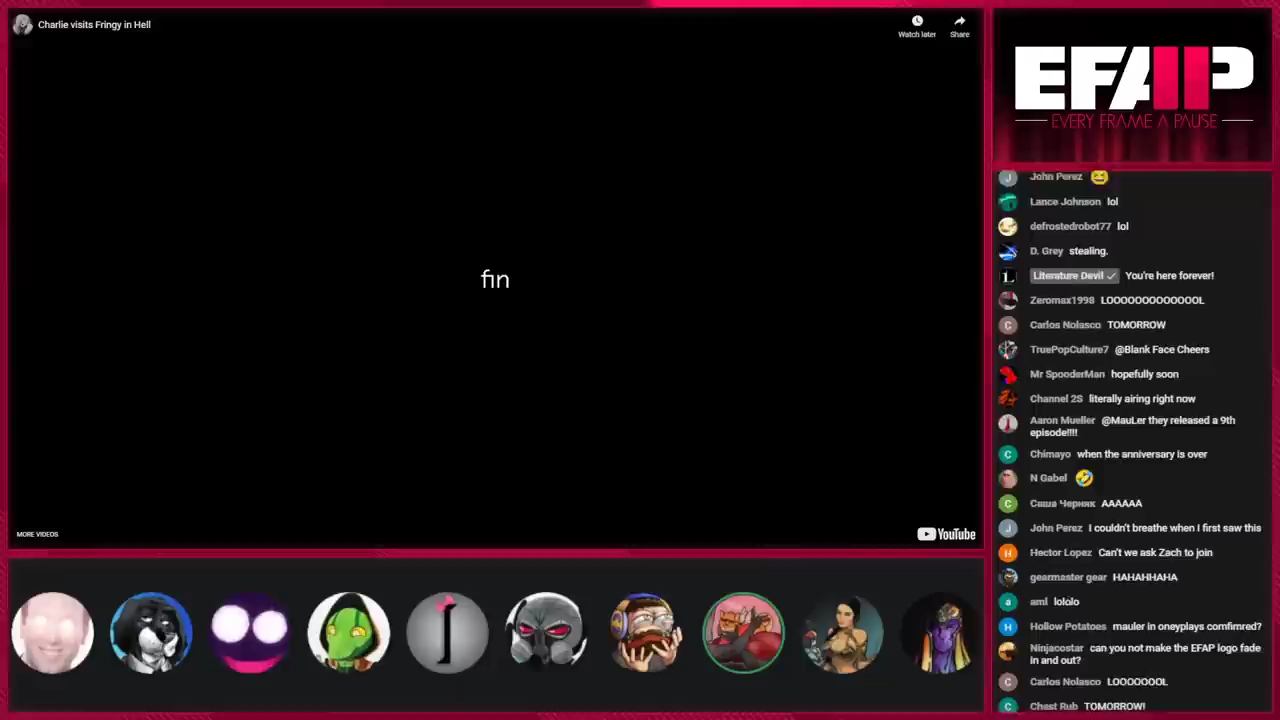 Charlie visits Fringy in Hell
Watch later
Share
fin
MORE VIDEOS
YouTube
EFAP
EVERY FRAME A PAUSE
John Perez 😆
Lance Johnson lol
defrostedrobot77 lol
D. Grey stealing.
Literature Devil ✓ You're here forever!
Zeromax1998 LOOOOOOOOOOOOOL
Carlos Nolasco TOMORROW
TruePopCulture7 @Blank Face Cheers
Mr SpooderMan hopefully soon
Channel 2S literally airing right now
Aaron Mueller @MauLer they released a 9th
episode!!!!
Chimayo when the anniversary is over
N Gabel 🤣
Саша Черняк AAAAAA
John Perez I couldn't breathe when I first saw this
Hector Lopez Can't we ask Zach to join
gearmaster gear HAHAHHAHA
aml lololo
Hollow Potatoes mauler in oneyplays comfimred?
Ninjacostar can you not make the EFAP logo fade
in and out?
Carlos Nolasco LOOOOOOOL
Chest Rub TOMORROW!